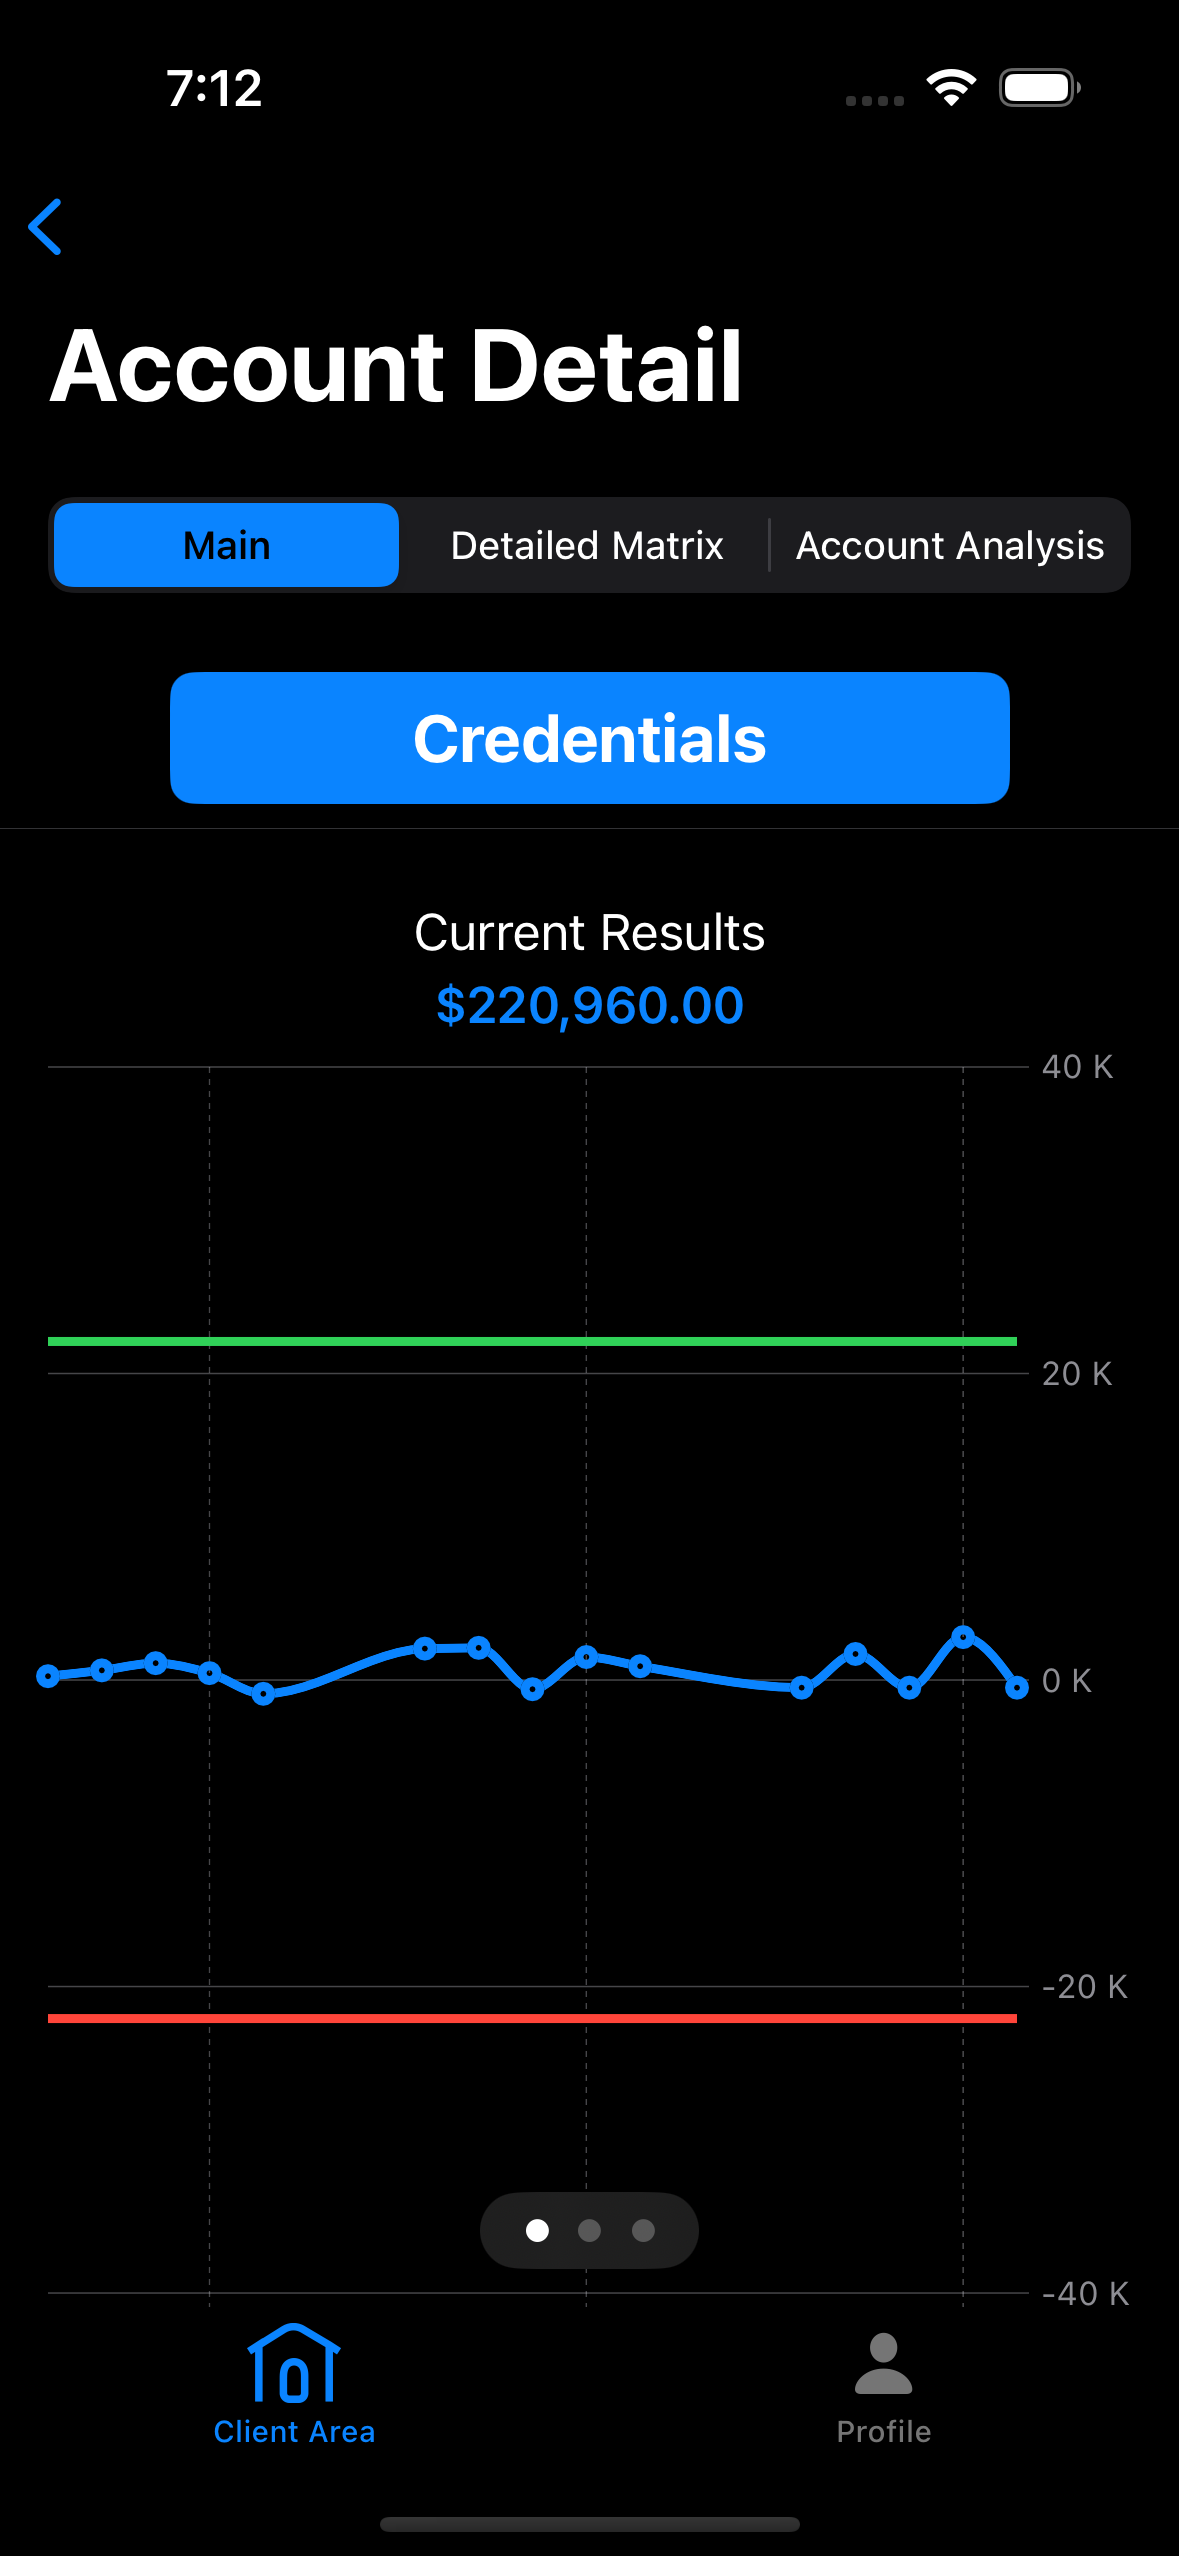 7:12
Account Detail
Main Detailed Matrix Account Analysis
Credentials
Current Results
$220,960.00
40 K
20 K
0 K
-20 K
-40 K
Client Area Profile